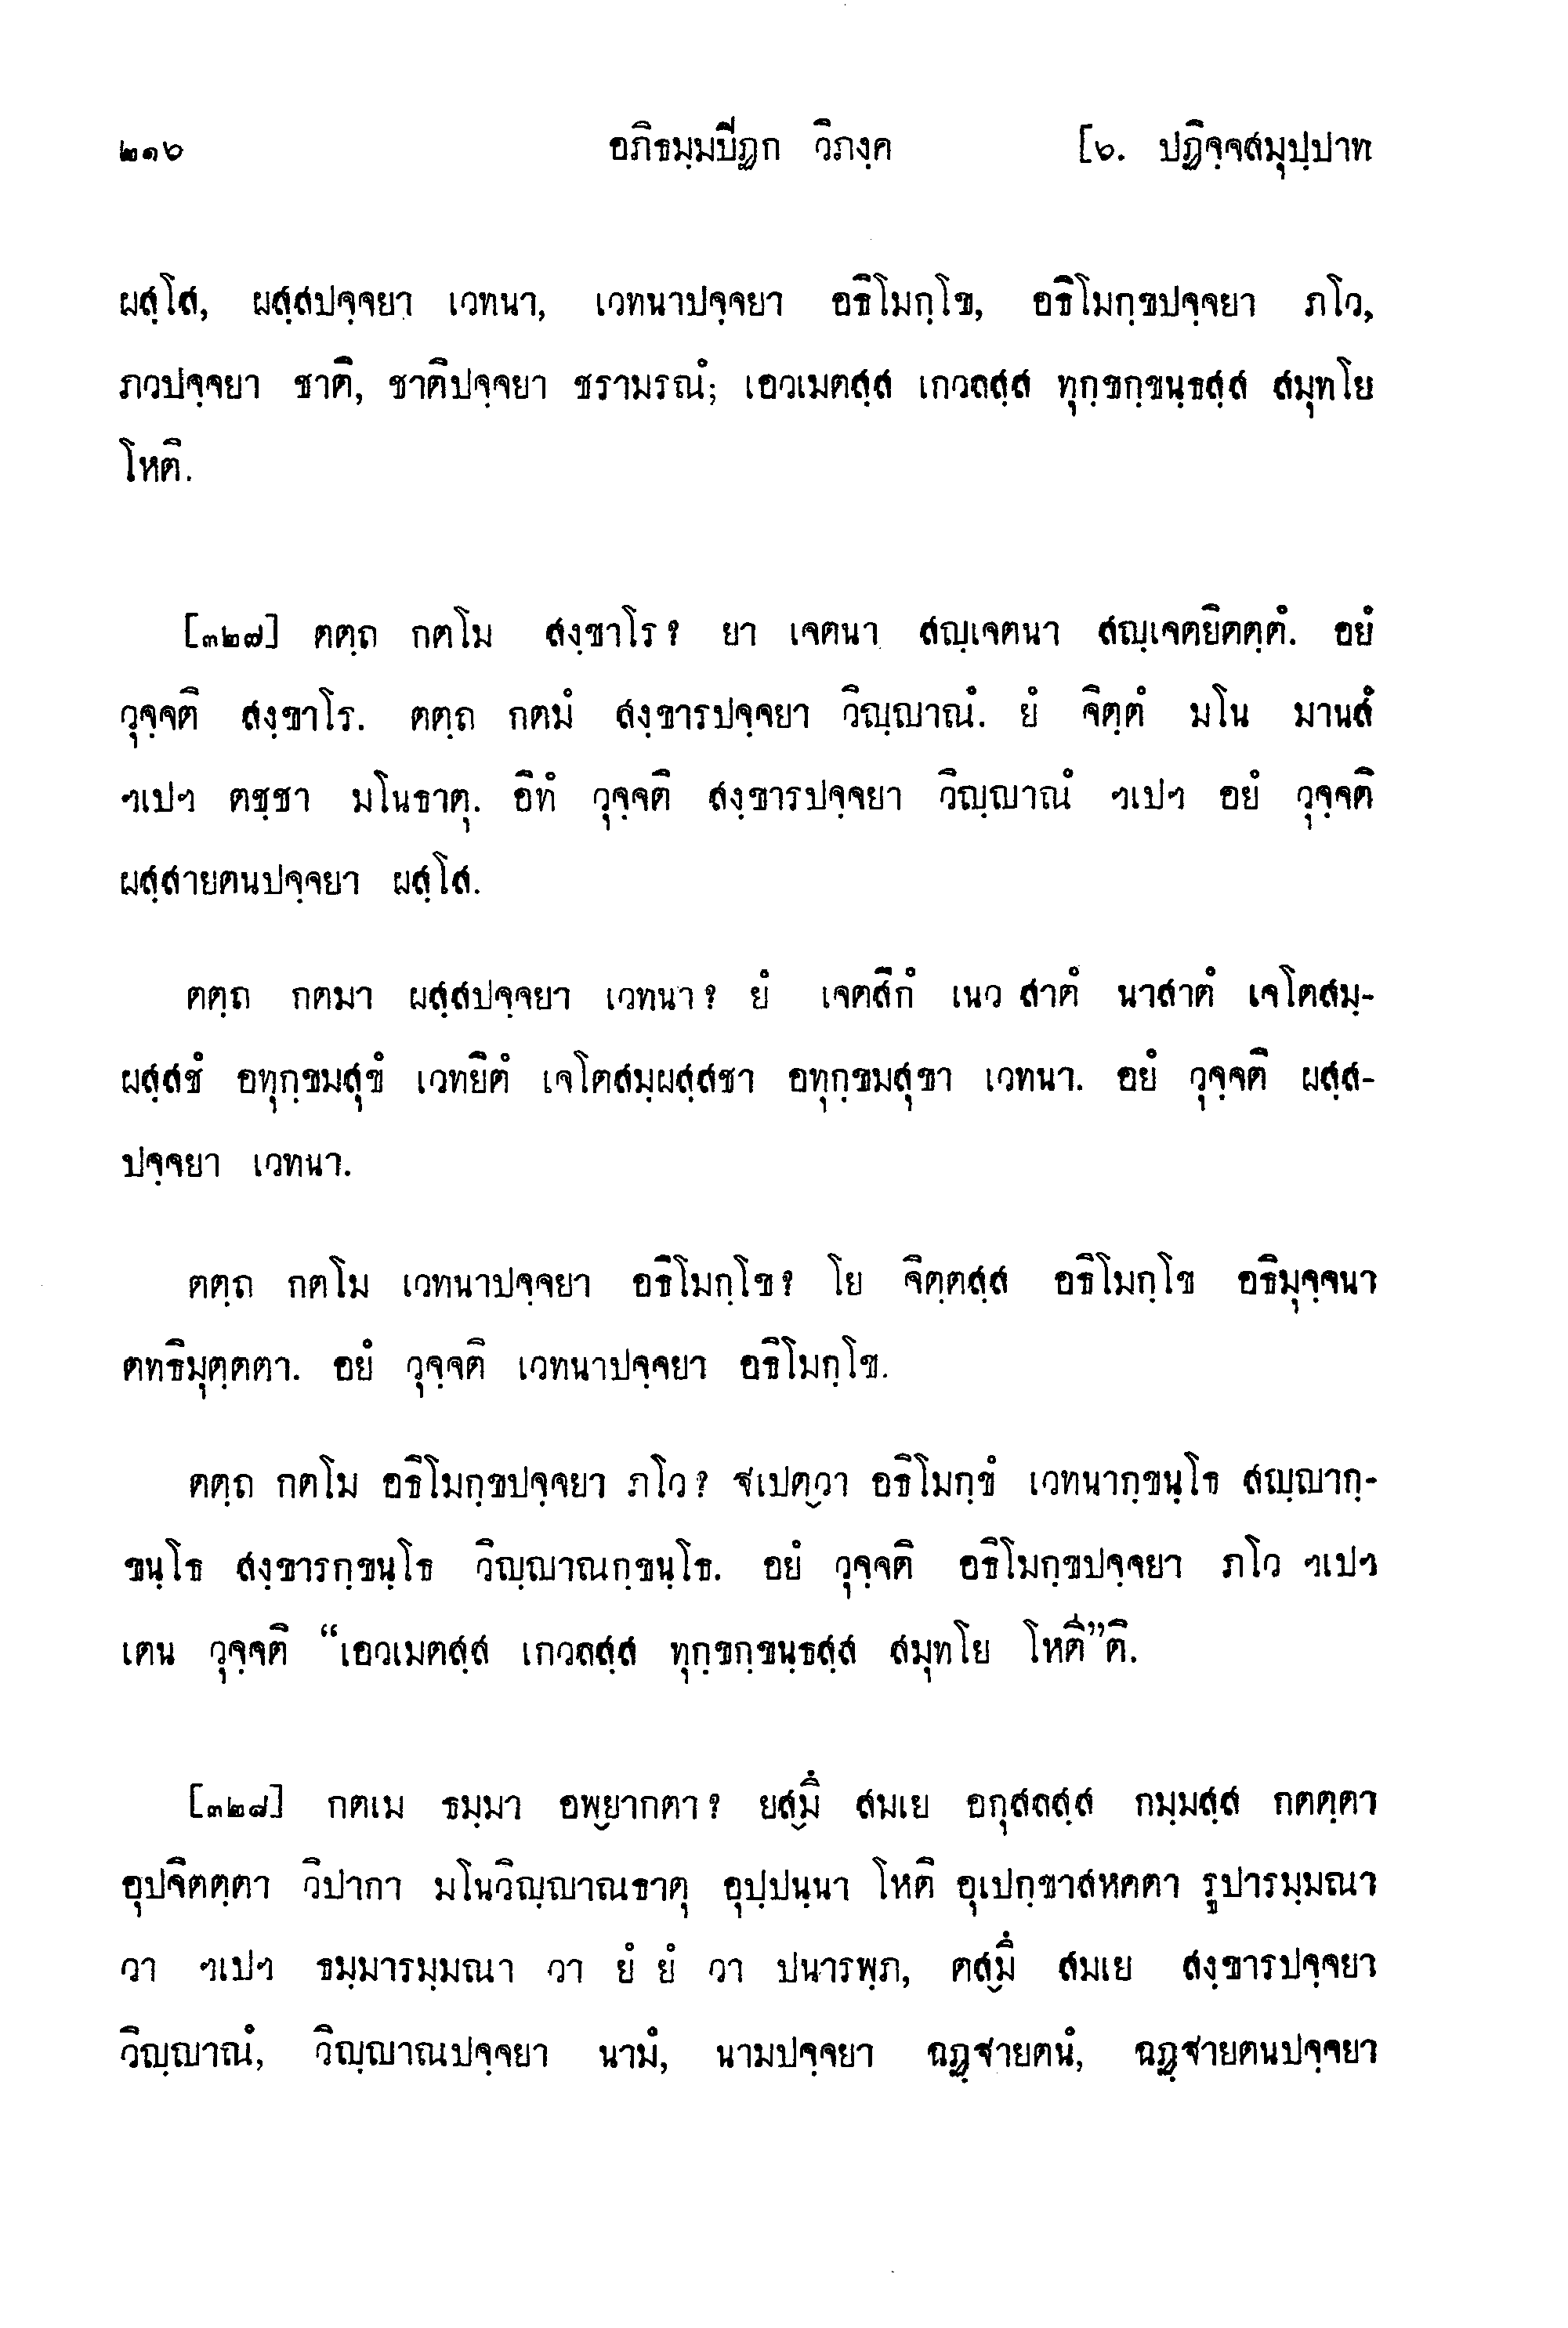 ๒๑๖ อภิธมฺมปิฏก วิภงฺค [๖. ปฏิจฺจสมุปฺปาท
ผสฺโส, ผสฺสปจฺจยา เวทนา, เวทนาปจฺจยา อธิโมกฺโข, อธิโมกฺขปจฺจยา ภโว,
ภวปจฺจยา ชาติ, ชาติปจฺจยา ชรามรณํ; เอวเมตสฺส เกวลสฺส ทุกฺขกฺขนฺธสฺส สมุทโย
โหติ.
[๓๒๗] ตตฺถ กตโม สงฺขาโร? ยา เจตนา สญฺเจตนา สญฺเจตยิตตฺตํ. อยํ
วุจฺจติ สงฺขาโร. ตตฺถ กตมํ สงฺขารปจฺจยา วิญฺญาณํ. ยํ จิตฺตํ มโน มานสํ
ฯเปฯ ตชฺชา มโนธาตุ. อิทํ วุจฺจติ สงฺขารปจฺจยา วิญฺญาณํ ฯเปฯ อยํ วุจฺจติ
ผสฺสายตนปจฺจยา ผสฺโส.
ตตฺถ กตมา ผสฺสปจฺจยา เวทนา? ยํ เจตสิกํ เนว สาตํ นาสาตํ เจโตสมฺ-
ผสฺสชํ อทุกฺขมสุขํ เวทยิตํ เจโตสมฺผสฺสชา อทุกฺขมสุขา เวทนา. อยํ วุจฺจติ ผสฺส-
ปจฺจยา เวทนา.
ตตฺถ กตโม เวทนาปจฺจยา อธิโมกฺโข? โย จิตฺตสฺส อธิโมกฺโข อธิมุจฺจนา
ตทธิมุตฺตตา. อยํ วุจฺจติ เวทนาปจฺจยา อธิโมกฺโข.
ตตฺถ กตโม อธิโมกฺขปจฺจยา ภโว? ฐเปตฺวา อธิโมกฺขํ เวทนากฺขนฺโธ สญฺญากฺ-
ขนฺโธ สงฺขารกฺขนฺโธ วิญฺญาณกฺขนฺโธ. อยํ วุจฺจติ อธิโมกฺขปจฺจยา ภโว ฯเปฯ
เตน วุจฺจติ “เอวเมตสฺส เกวลสฺส ทุกฺขกฺขนฺธสฺส สมุทโย โหตี”ติ.
[๓๒๘] กตเม ธมฺมา อพฺยากตา? ยสฺมึ สมเย อกุสลสฺส กมฺมสฺส กตตฺตา
อุปจิตตฺตา วิปากา มโนวิญฺญาณธาตุ อุปฺปนฺนา โหติ อุเปกฺขาสหคตา รูปารมฺมณา
วา ฯเปฯ ธมฺมารมฺมณา วา ยํ ยํ วา ปนารพฺภ, ตสฺมึ สมเย สงฺขารปจฺจยา
วิญฺญาณํ, วิญฺญาณปจฺจยา นามํ, นามปจฺจยา ฉฏฺฐายตนํ, ฉฏฺฐายตนปจฺจยา